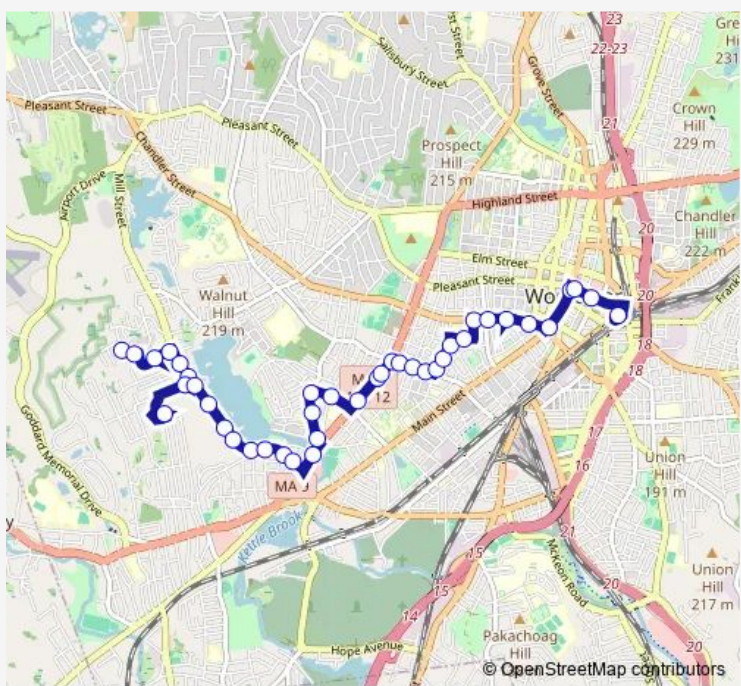 23
22-23
Gre
Hi
231
Salisbury Street
Grove Street
Pleasant Street
Crown
Hill
229 m
21
Pleasant Street
Prospect
Hill
215 m
Chandler Street
Airport Drive
Mill Street
Highland Street
Chandler
Hill
222 m
20
Elm Street
Pleasant Street
Walnut
Hill
219 m
Wo
20
Frankl
18
M
12
18
Main Street
Goddard Memorial Drive
17
Union
Hill
191 m
16
MA 9
y
Kettle Brook
21
15
McKeon Road
20
Union
Hill
217 m
15
14
Pakachoag
Hill
20
Hope Avenue
© OpenStreetMap contributors